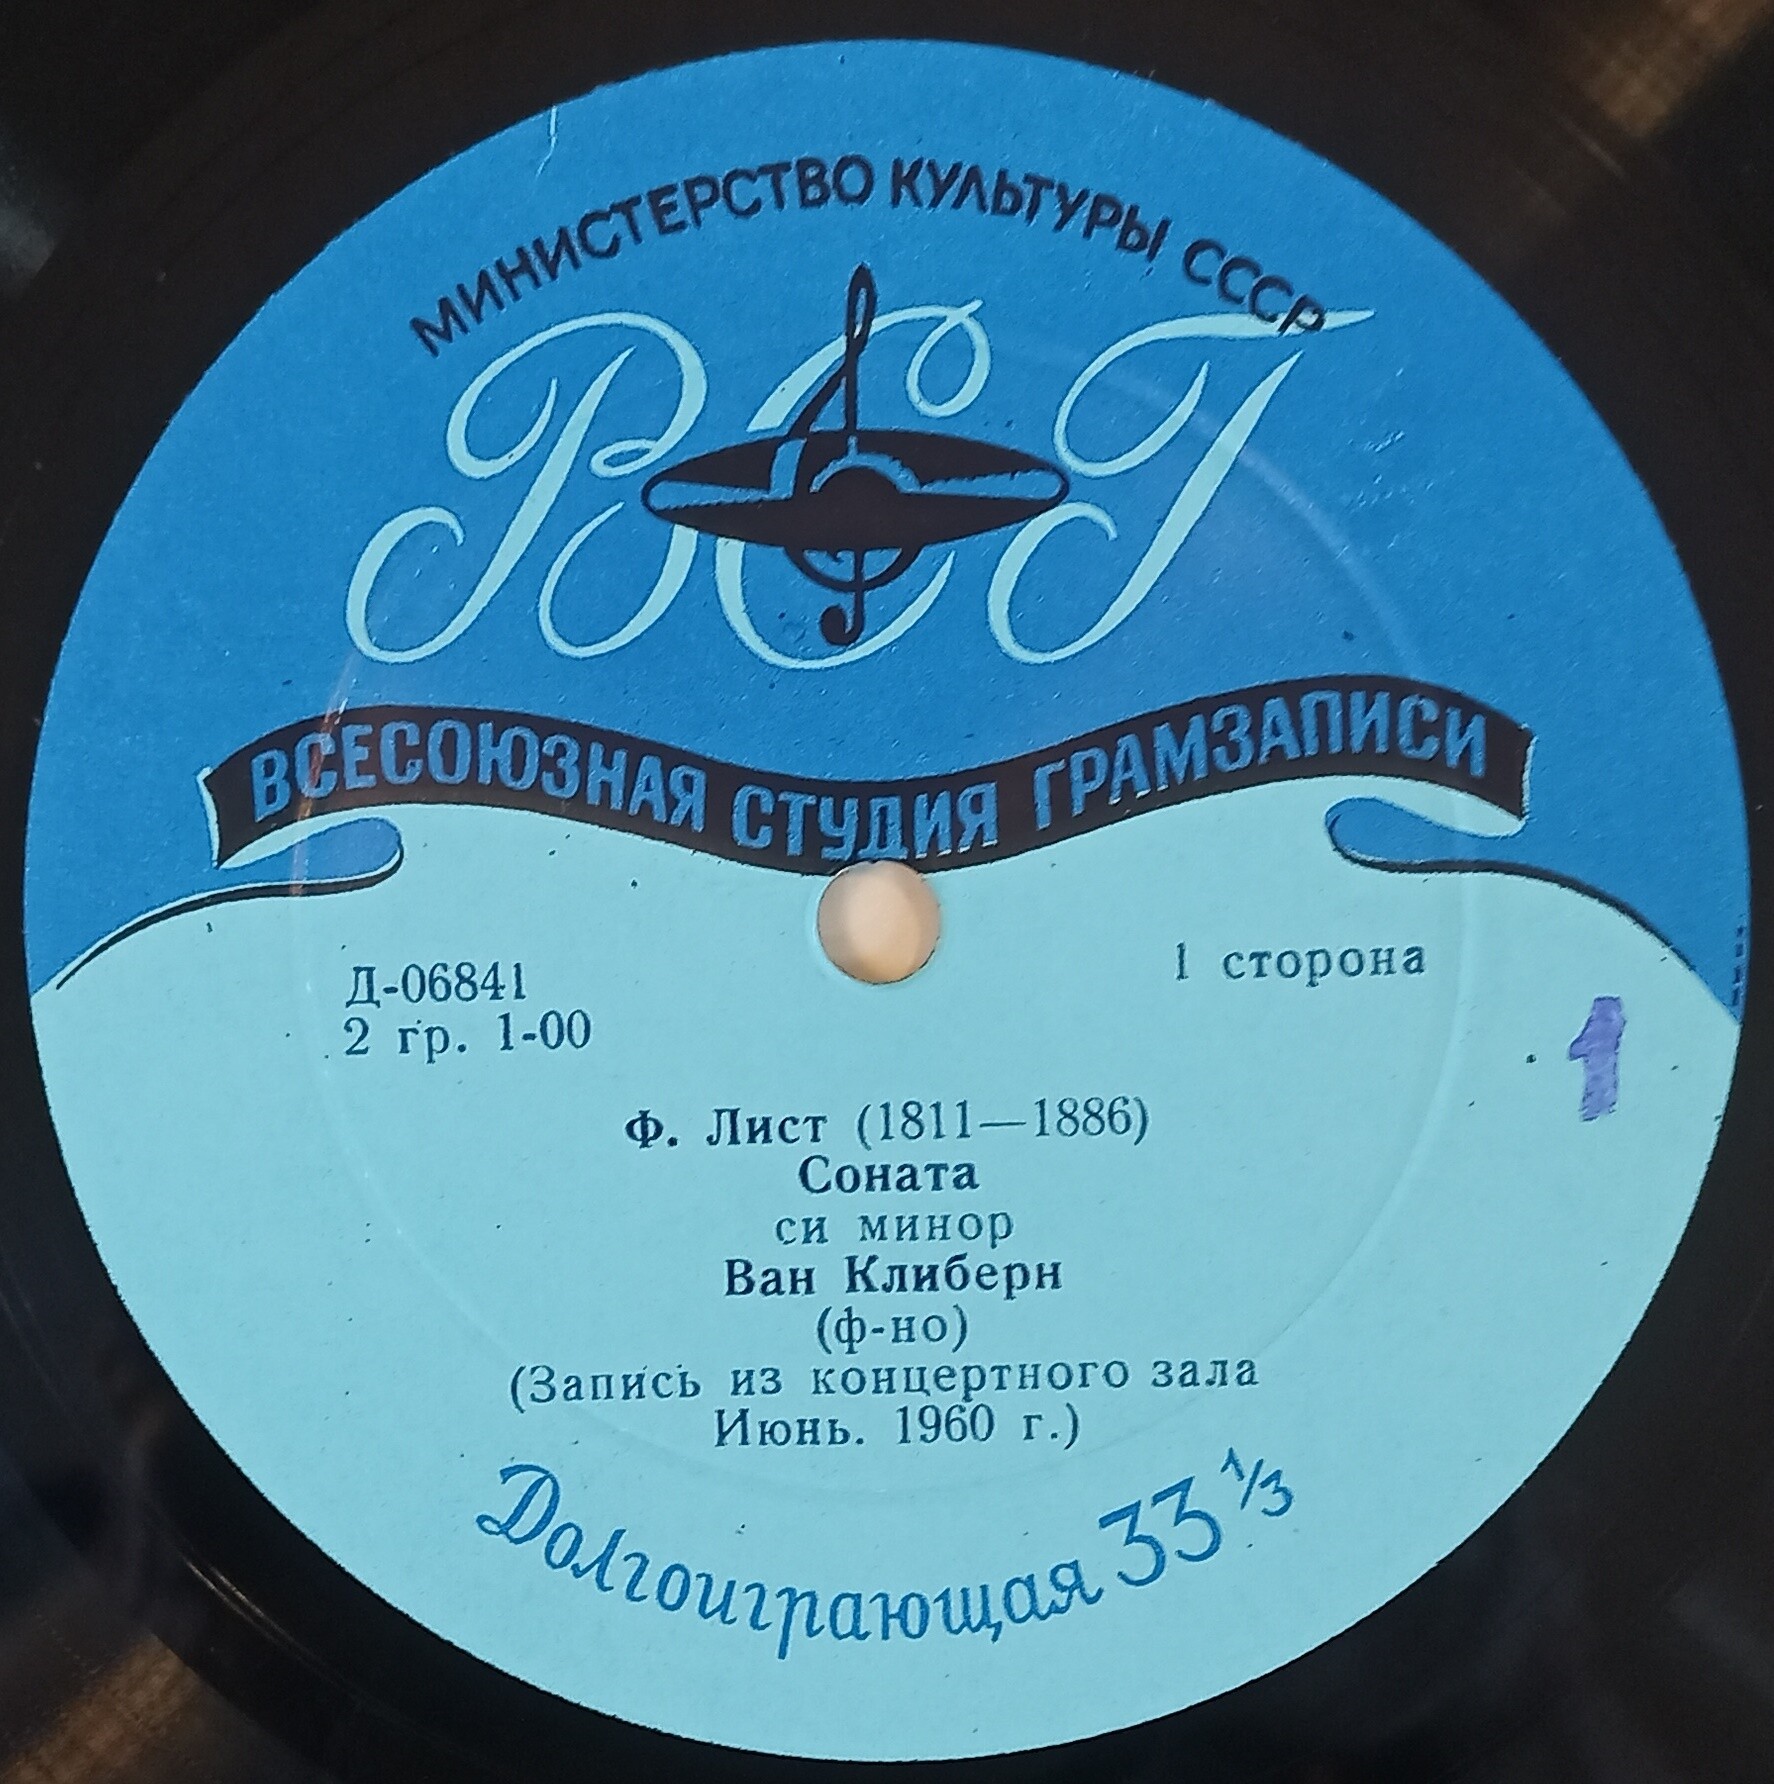 МИНИСТЕРСТВО КУЛЬТУРЫ СССР
ВСГ
ВСЕСОЮЗНАЯ СТУДИЯ ГРАМЗАПИСИ
Д-06841
2 гр. 1-00
1 сторона
1
Ф. Лист (1811—1886)
Соната
си минор
Ван Клиберн
(ф-но)
(Запись из концертного зала
Июнь. 1960 г.)
Долгоиграющая 33 1/3